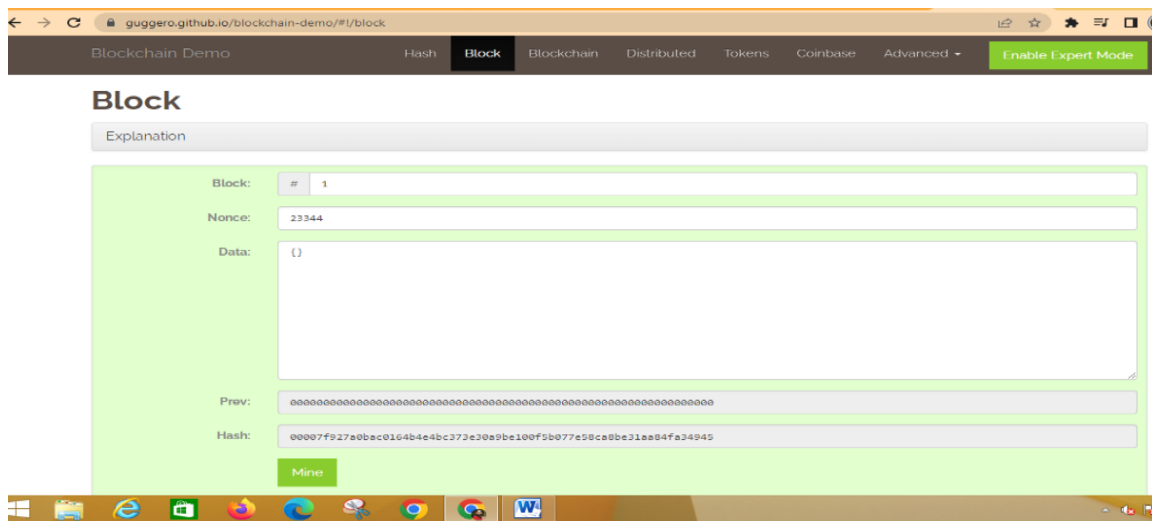 guggero.github.io/blockchain-demo/#!/block
Blockchain Demo Hash Block Blockchain Distributed Tokens Coinbase Advanced Enable Expert Mode
Block
Explanation
Block: # 1
Nonce: 23344
Data: {}
Prev: 0000000000000000000000000000000000000000000000000000000000000000
Hash: 00007f927a0bac0164b4e4bc373e30a9be100f5b077e58ca8be31aa84fa34945
Mine